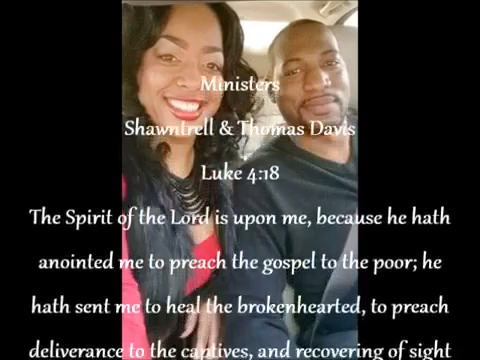 Ministers
Shawntrell & Thomas Davis
Luke 4:18
The Spirit of the Lord is upon me, because he hath
anointed me to preach the gospel to the poor; he
hath sent me to heal the brokenhearted, to preach
deliverance to the captives, and recovering of sight